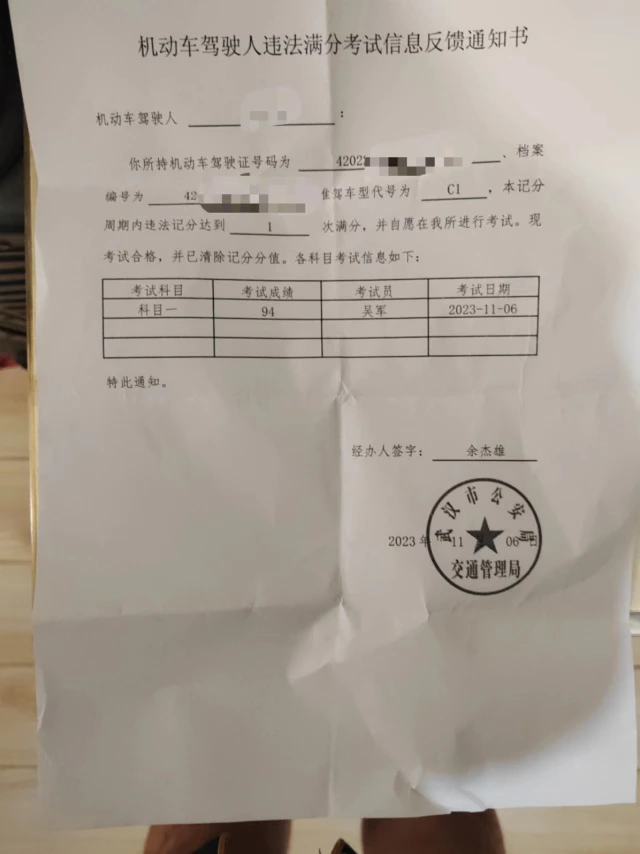 机动车驾驶人违法满分考试信息反馈通知书
机动车驾驶人 :
你所持机动车驾驶证号码为 4202 、档案
编号为 42 准驾车型代号为 C1 ,本记分
周期内违法记分达到 1 次满分,并自愿在我所进行考试。现
考试合格,并已清除记分分值。各科目考试信息如下:
考试科目 考试成绩 考试员 考试日期
科目一 94 吴军 2023-11-06
特此通知。
经办人签字: 余杰雄
武汉市公安局
2023年 11 06日
交通管理局